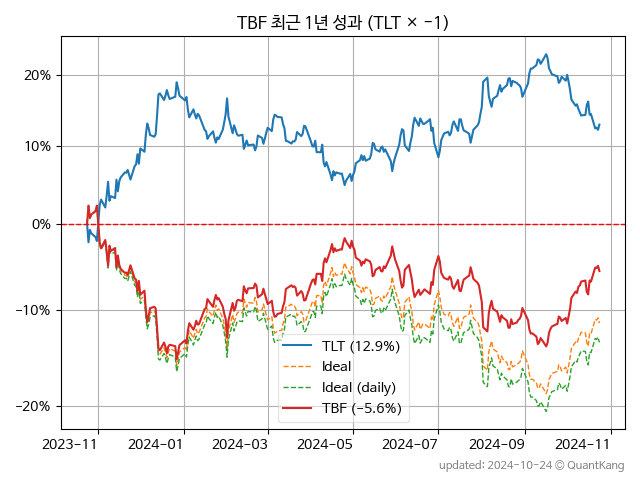 TBF 최근 1년 성과 (TLT × −1)
20%
10%
0%
−10%
−20%
TLT (12.9%)
Ideal
Ideal (daily)
TBF (−5.6%)
2023−11
2024−01
2024−03
2024−05
2024−07
2024−09
2024−11
updated: 2024-10-24 © QuantKang